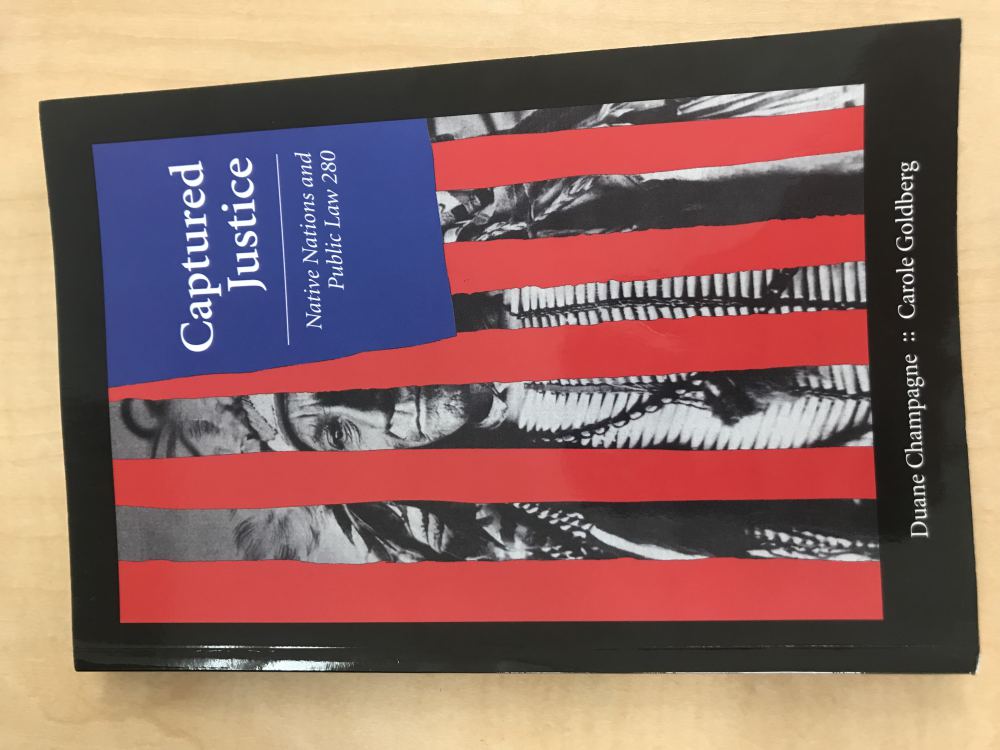 Captured
Justice
Native Nations and
Public Law 280
Duane Champagne :: Carole Goldberg